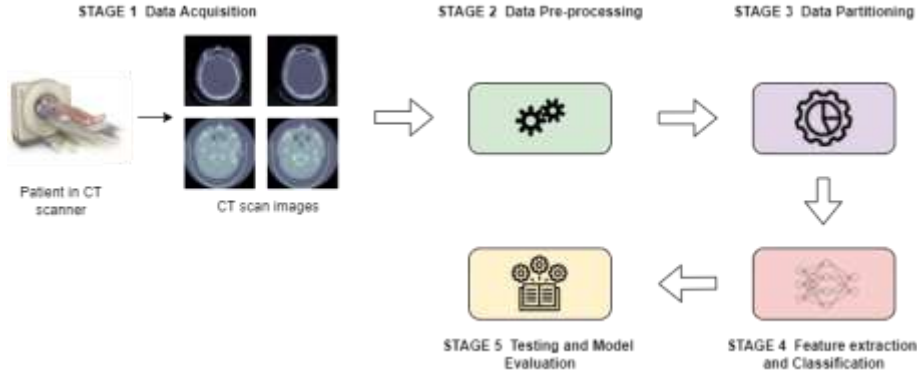 STAGE 1 Data Acquisition
STAGE 2 Data Pre-processing
STAGE 3 Data Partitioning
Patient in CT
scanner
CT scan images
STAGE 5 Testing and Model
Evaluation
STAGE 4 Feature extraction
and Classification